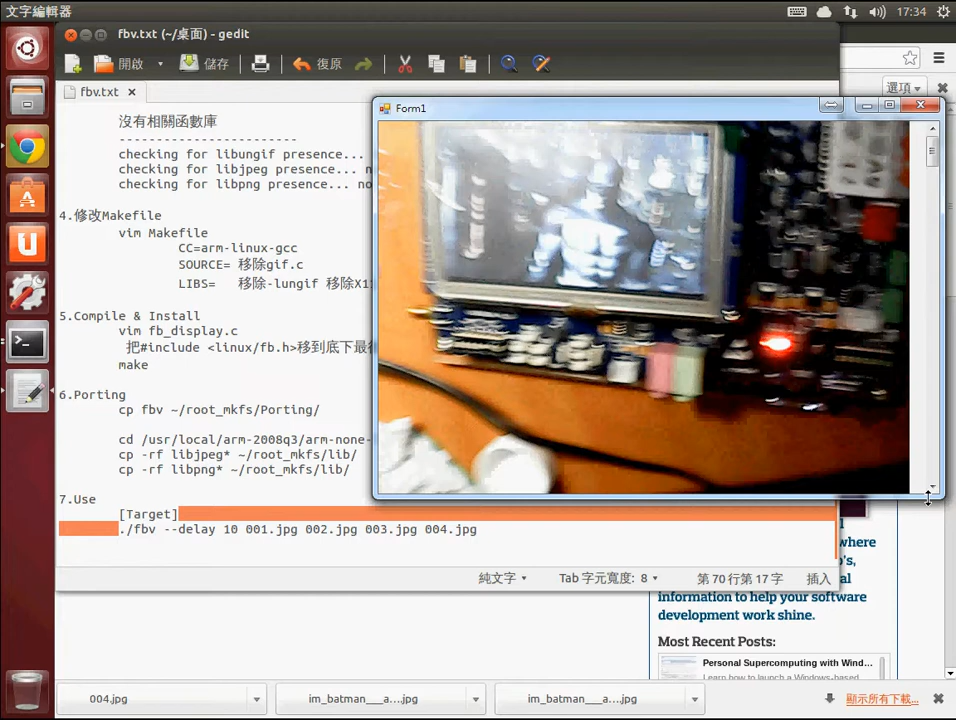 文字編輯器
17:34
fbv.txt (~/桌面) - gedit
開啟
儲存
復原
選項
fbv.txt
Form1
沒有相關函數庫
------------------------
checking for libungif presence...
checking for libjpeg presence... n
checking for libpng presence... no
4.修改Makefile
vim Makefile
CC=arm-linux-gcc
SOURCE= 移除gif.c
LIBS= 移除-lungif 移除X1
5.Compile & Install
vim fb_display.c
把#include <linux/fb.h>移到底下最後
make
6.Porting
cp fbv ~/root_mkfs/Porting/
cd /usr/local/arm-2008q3/arm-none-
cp -rf libjpeg* ~/root_mkfs/lib/
cp -rf libpng* ~/root_mkfs/lib/
7.Use
[Target]
./fbv --delay 10 001.jpg 002.jpg 003.jpg 004.jpg
純文字
Tab 字元寬度: 8
第 70 行第 17 字
插入
where
information to help your software
development work shine.
Most Recent Posts:
Personal Supercomputing with Wind...
Learn how to launch a Windows-based
004.jpg
im_batman___a....jpg
im_batman___a....jpg
顯示所有下載...